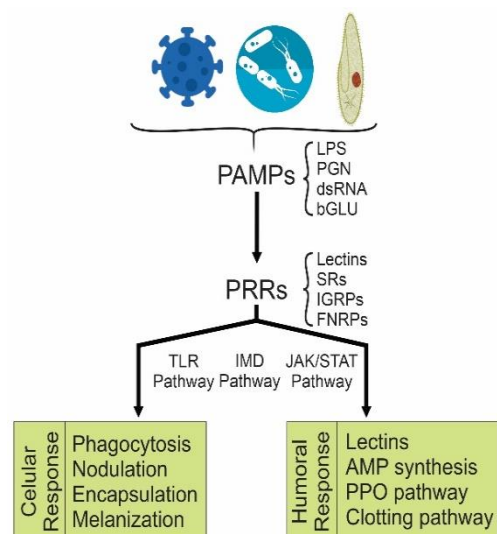 PAMPs
LPS
PGN
dsRNA
bGLU
PRRs
Lectins
SRs
IGRPs
FNRPs
TLR
Pathway
IMD
Pathway
JAK/STAT
Pathway
Cellular
Response
Phagocytosis
Nodulation
Encapsulation
Melanization
Humoral
Response
Lectins
AMP synthesis
PPO pathway
Clotting pathway